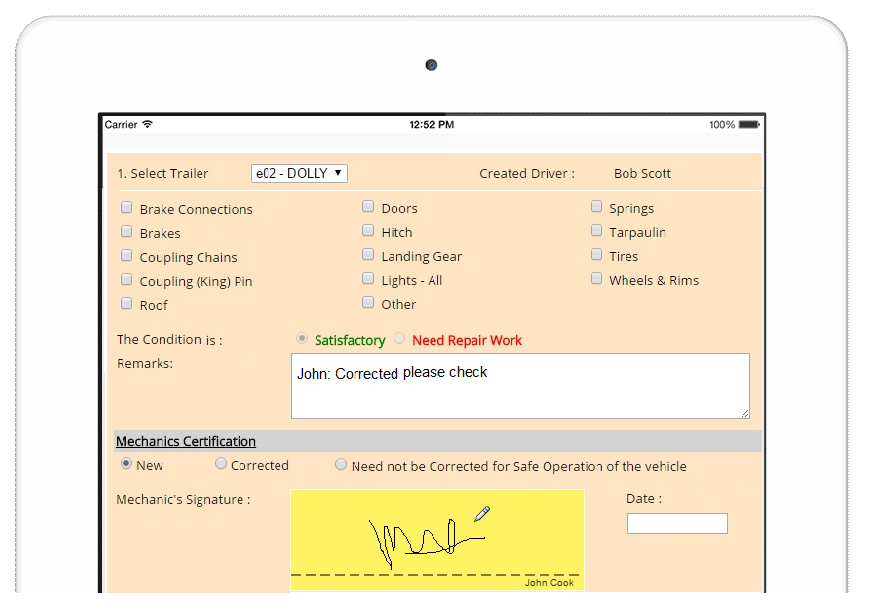 Carrier 12:52 PM 100%
1. Select Trailer e02 - DOLLY Created Driver : Bob Scott
Brake Connections Doors Springs
Brakes Hitch Tarpaulin
Coupling Chains Landing Gear Tires
Coupling (King) Pin Lights - All Wheels & Rims
Roof Other
The Condition is : Satisfactory Need Repair Work
Remarks:
John: Corrected please check
Mechanics Certification
New Corrected Need not be Corrected for Safe Operation of the vehicle
Mechanic's Signature : Date :
John Cook